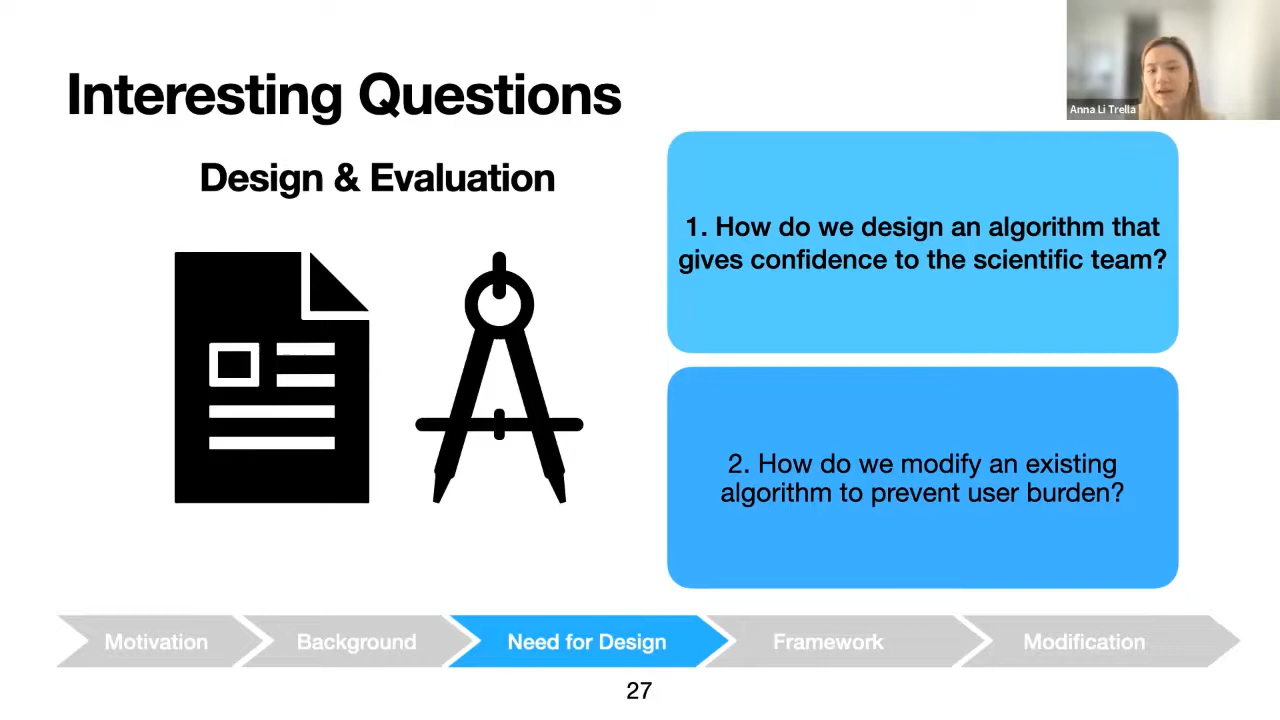 Interesting Questions
Anna Li Trella
Design & Evaluation
1. How do we design an algorithm that
gives confidence to the scientific team?
2. How do we modify an existing
algorithm to prevent user burden?
Motivation
Background
Need for Design
Framework
Modification
27